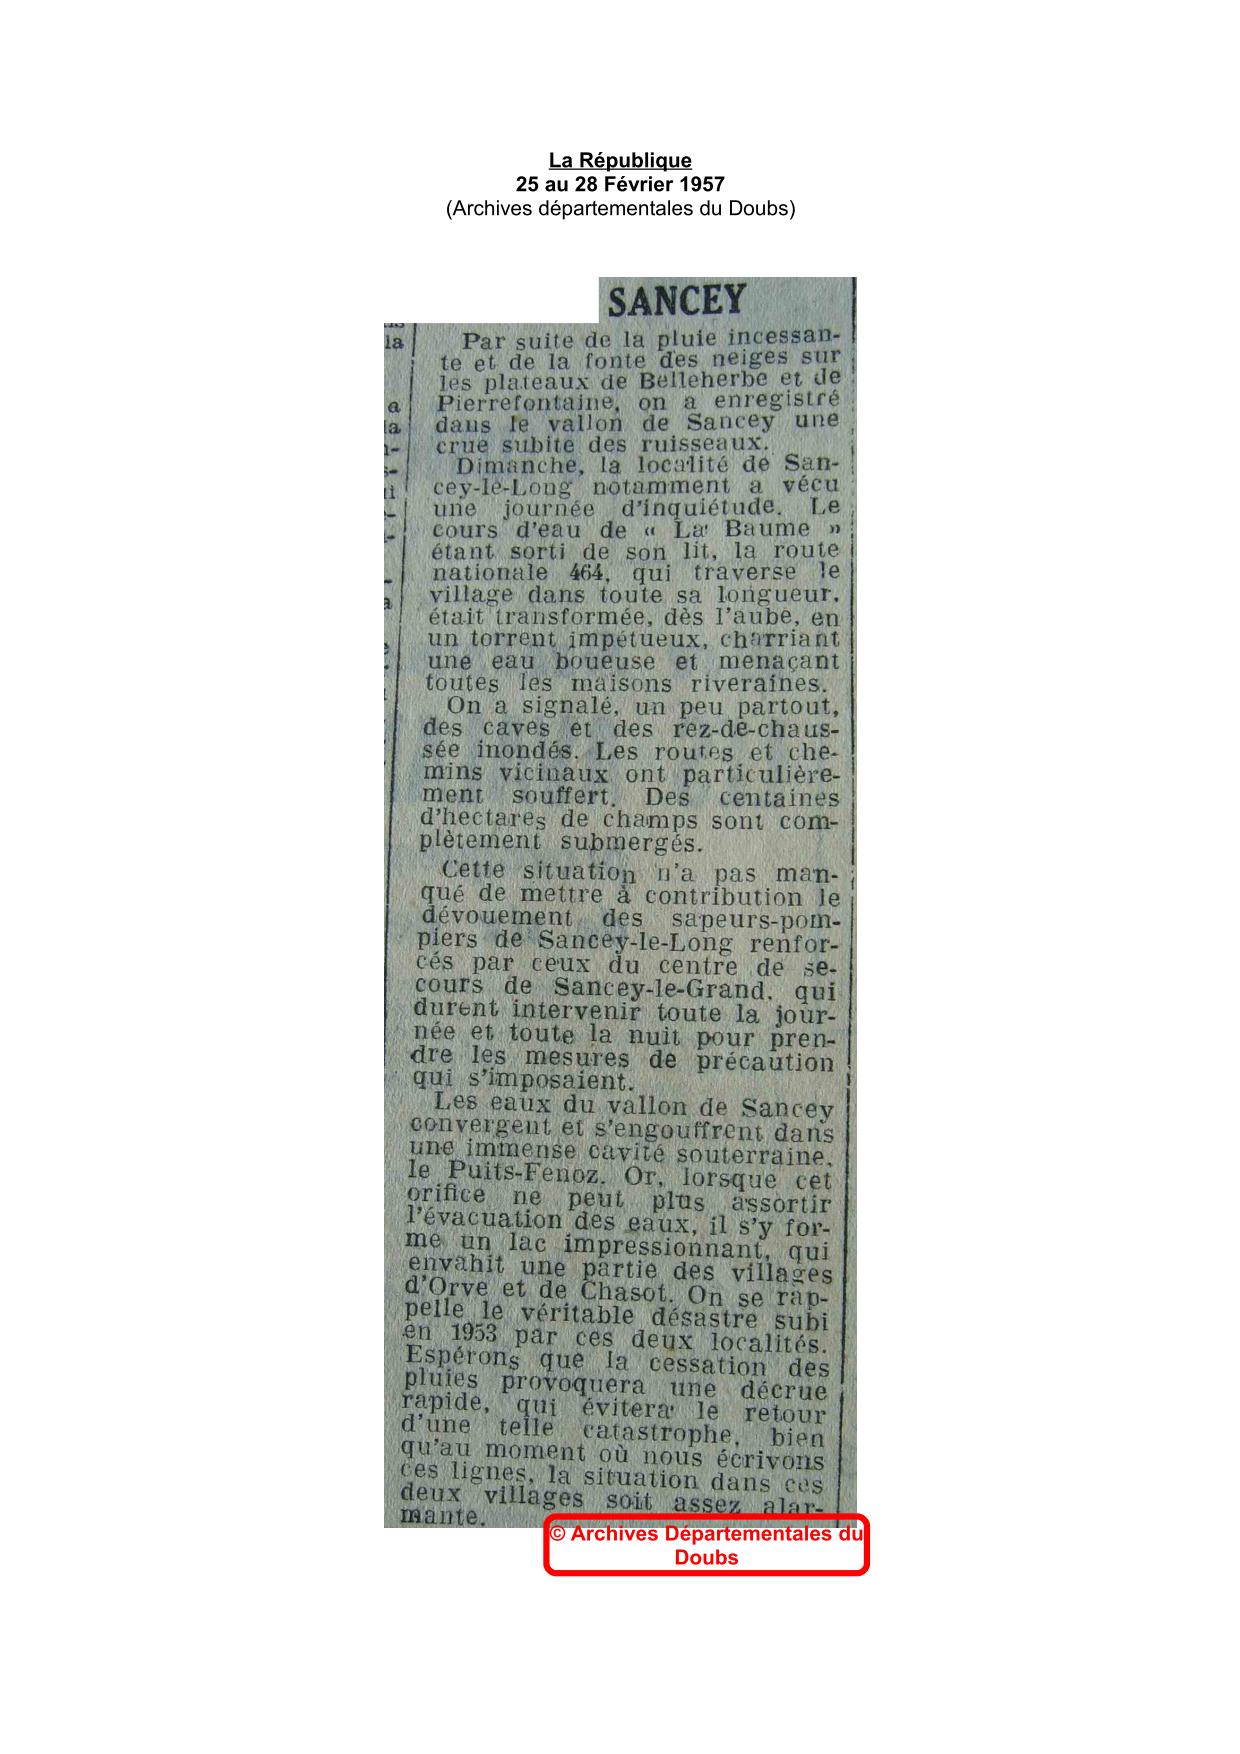 La République
25 au 28 Février 1957
(Archives départementales du Doubs)
SANCEY
Par suite de la pluie incessan-
te et de la fonte des neiges sur
les plateaux de Belleherbe et de
Pierrefontaine, on a enregistré
dans le vallon de Sancey une
crue subite des ruisseaux.
Dimanche, la localité de San-
cey-le-Long notamment a vécu
une journée d'inquiétude. Le
cours d'eau de « La Baume »
étant sorti de son lit, la route
nationale 464, qui traverse le
village dans toute sa longueur,
était transformée, dès l'aube, en
un torrent impétueux, charriant
une eau boueuse et menaçant
toutes les maisons riveraines.
On a signalé, un peu partout,
des caves et des rez-de-chaus-
sée inondés. Les routes et che-
mins vicinaux ont particulière-
ment souffert. Des centaines
d'hectares de champs sont com-
plètement submergés.
Cette situation n'a pas man-
qué de mettre à contribution le
dévouement des sapeurs-pom-
piers de Sancey-le-Long renfor-
cés par ceux du centre de se-
cours de Sancey-le-Grand, qui
durent intervenir toute la jour-
née et toute la nuit pour pren-
dre les mesures de précaution
qui s'imposaient.
Les eaux du vallon de Sancey
convergent et s'engouffrent dans
une immense cavité souterraine,
le Puits-Fenoz. Or, lorsque cet
orifice ne peut plus assortir
l'évacuation des eaux, il s'y for-
me un lac impressionnant, qui
envahit une partie des villages
d'Orve et de Chasot. On se rap-
pelle le véritable désastre subi
en 1953 par ces deux localités.
Espérons que la cessation des
pluies provoquera une décrue
rapide, qui évitera le retour
d'une telle catastrophe, bien
qu'au moment où nous écrivons
ces lignes, la situation dans ces
deux villages soit assez alar-
mante.
© Archives Départementales du
Doubs